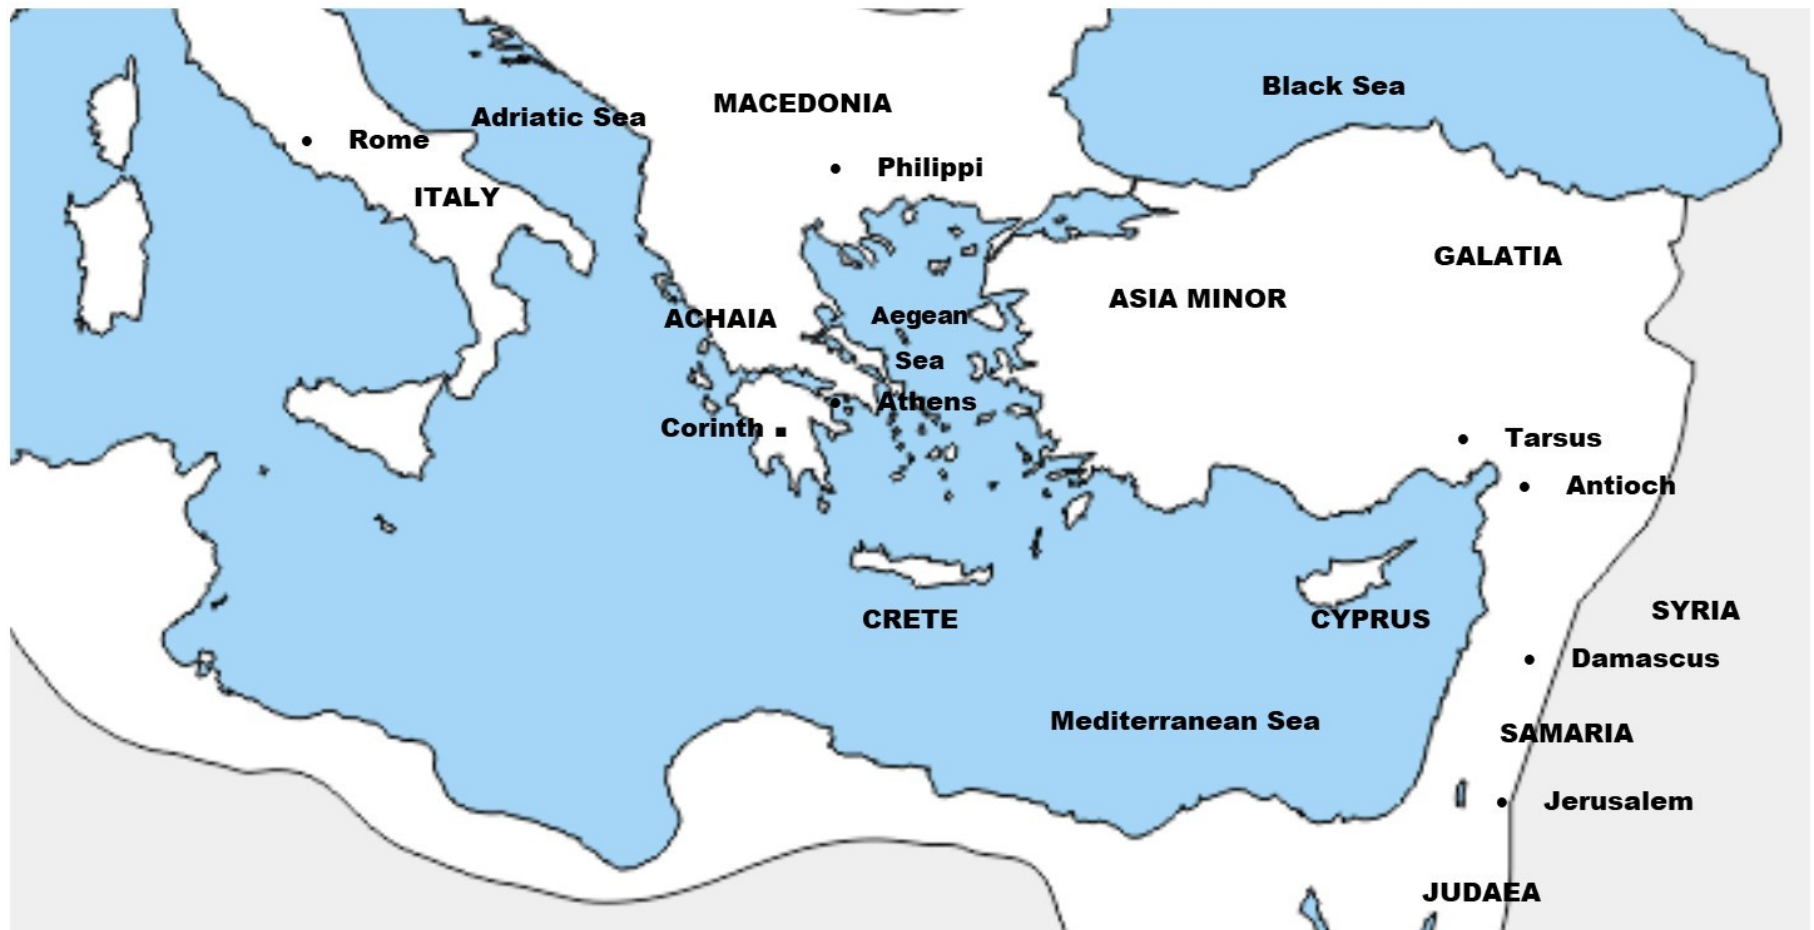 Black Sea
MACEDONIA
Adriatic Sea
Rome
Philippi
ITALY
GALATIA
ASIA MINOR
ACHAIA
Aegean
Sea
Athens
Corinth
Tarsus
Antioch
CRETE
CYPRUS
SYRIA
Damascus
Mediterranean Sea
SAMARIA
Jerusalem
JUDAEA